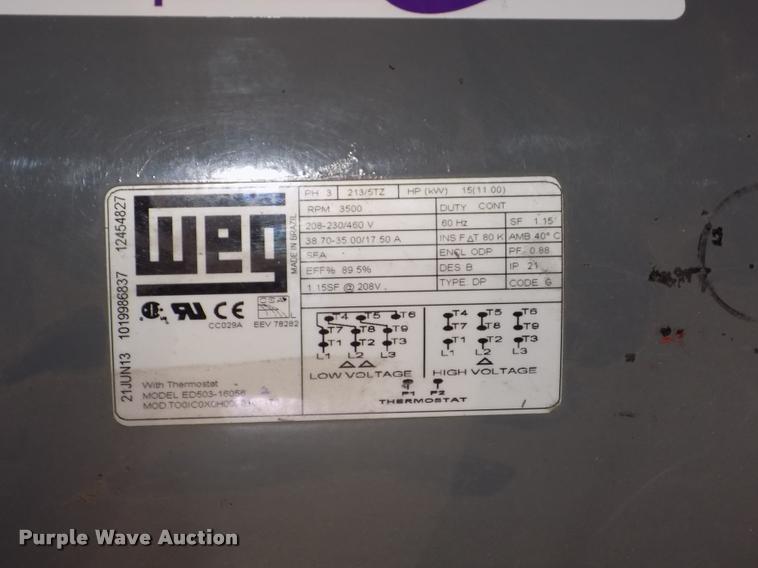 WEG
MADE IN BRAZIL
21JUN13 1019986837 12454827
PH 3 213/5TZ HP (kW) 15(11.00)
RPM 3500 DUTY CONT
208-230/460 V 60 Hz SF 1.15
38.70-35.00/17.50 A INS F ΔT 80 K AMB 40° C
SFA ENCL ODP PF 0.88
EFF% 89.5% DES B IP 21
1.15SF @ 208V TYPE DP CODE G
CC029A EEV 78282
T4 T5 T6 T4 T5 T6
T7 T8 T9 T7 T8 T9
T1 T2 T3 T1 T2 T3
L1 L2 L3 L1 L2 L3
LOW VOLTAGE HIGH VOLTAGE
P1 P2
THERMOSTAT
With Thermostat
MODEL ED503-16056
Purple Wave Auction